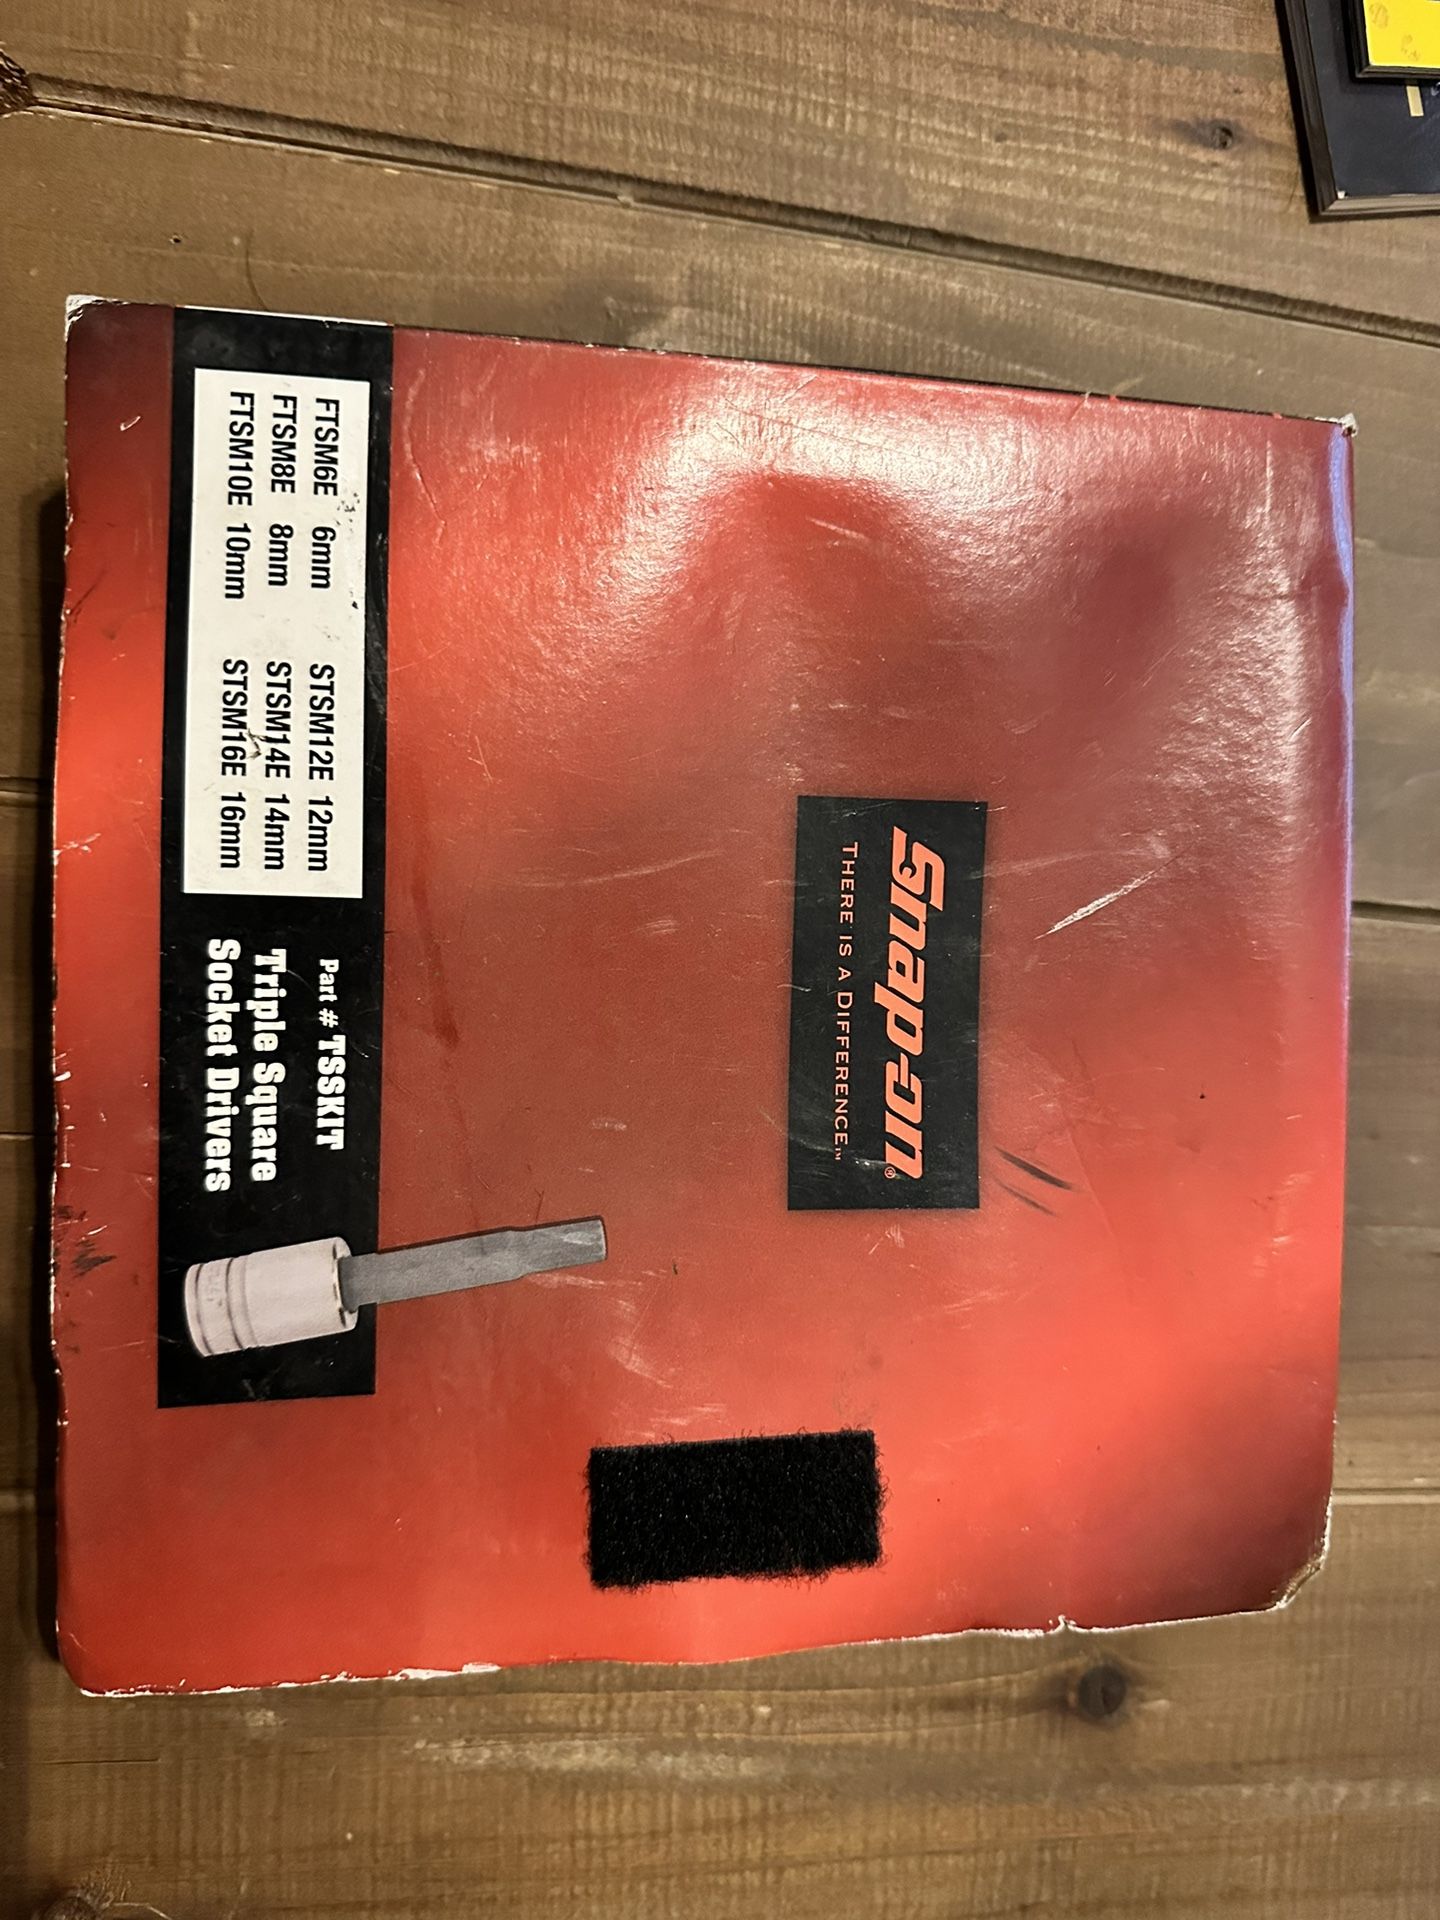 Snap-on®
THERE IS A DIFFERENCE™
FTSM6E 6mm STSM12E 12mm
FTSM8E 8mm STSM14E 14mm
FTSM10E 10mm STSM16E 16mm
Part # TSSKIT
Triple Square
Socket Drivers